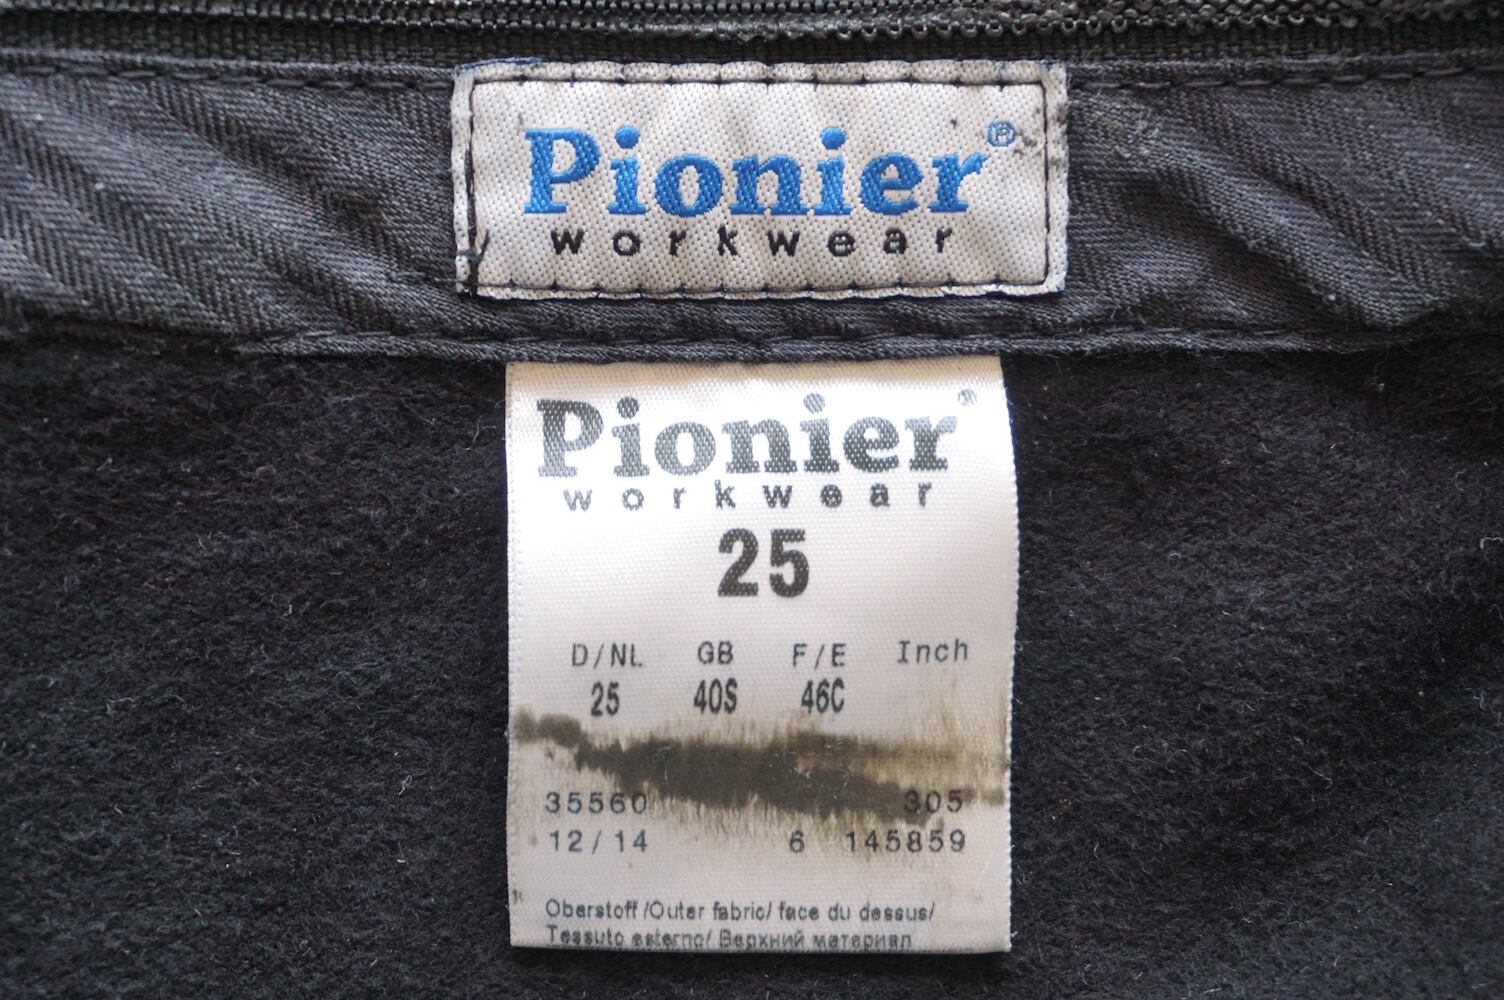 Pionier®
workwear
Pionier®
workwear
25
D/NL GB F/E Inch
25 40S 46C
35560 305
12/14 6 145859
Oberstoff /Outer fabric/ face du dessus/
Tessuto esterno/ Верхний материал